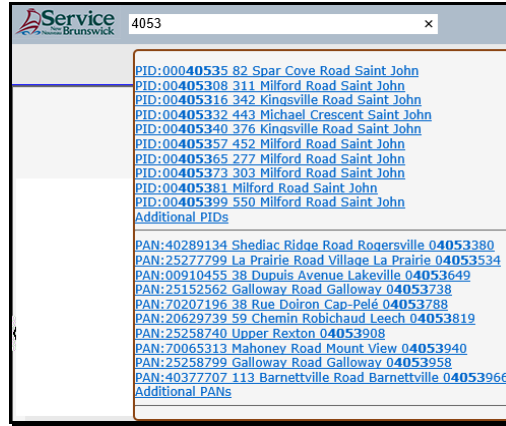 Service
New Nouveau Brunswick
4053 ×
PID:00040535 82 Spar Cove Road Saint John
PID:00405308 311 Milford Road Saint John
PID:00405316 342 Kingsville Road Saint John
PID:00405332 443 Michael Crescent Saint John
PID:00405340 376 Kingsville Road Saint John
PID:00405357 452 Milford Road Saint John
PID:00405365 277 Milford Road Saint John
PID:00405373 303 Milford Road Saint John
PID:00405381 Milford Road Saint John
PID:00405399 550 Milford Road Saint John
Additional PIDs
PAN:40289134 Shediac Ridge Road Rogersville 04053380
PAN:25277799 La Prairie Road Village La Prairie 04053534
PAN:00910455 38 Dupuis Avenue Lakeville 04053649
PAN:25152562 Galloway Road Galloway 04053738
PAN:70207196 38 Rue Doiron Cap-Pelé 04053788
PAN:20629739 59 Chemin Robichaud Leech 04053819
PAN:25258740 Upper Rexton 04053908
PAN:70065313 Mahoney Road Mount View 04053940
PAN:25258799 Galloway Road Galloway 04053958
PAN:40377707 113 Barnettville Road Barnettville 04053966
Additional PANs